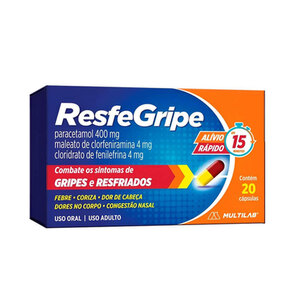 ResfeGripe
paracetamol 400 mg
maleato de clorfeniramina 4 mg
cloridrato de fenilefrina 4 mg
ALÍVIO
RÁPIDO
15
Combate os sintomas de
GRIPES e RESFRIADOS
FEBRE • CORIZA • DOR DE CABEÇA
DORES NO CORPO • CONGESTÃO NASAL
USO ORAL | USO ADULTO
Contém
20
cápsulas
MULTILAB